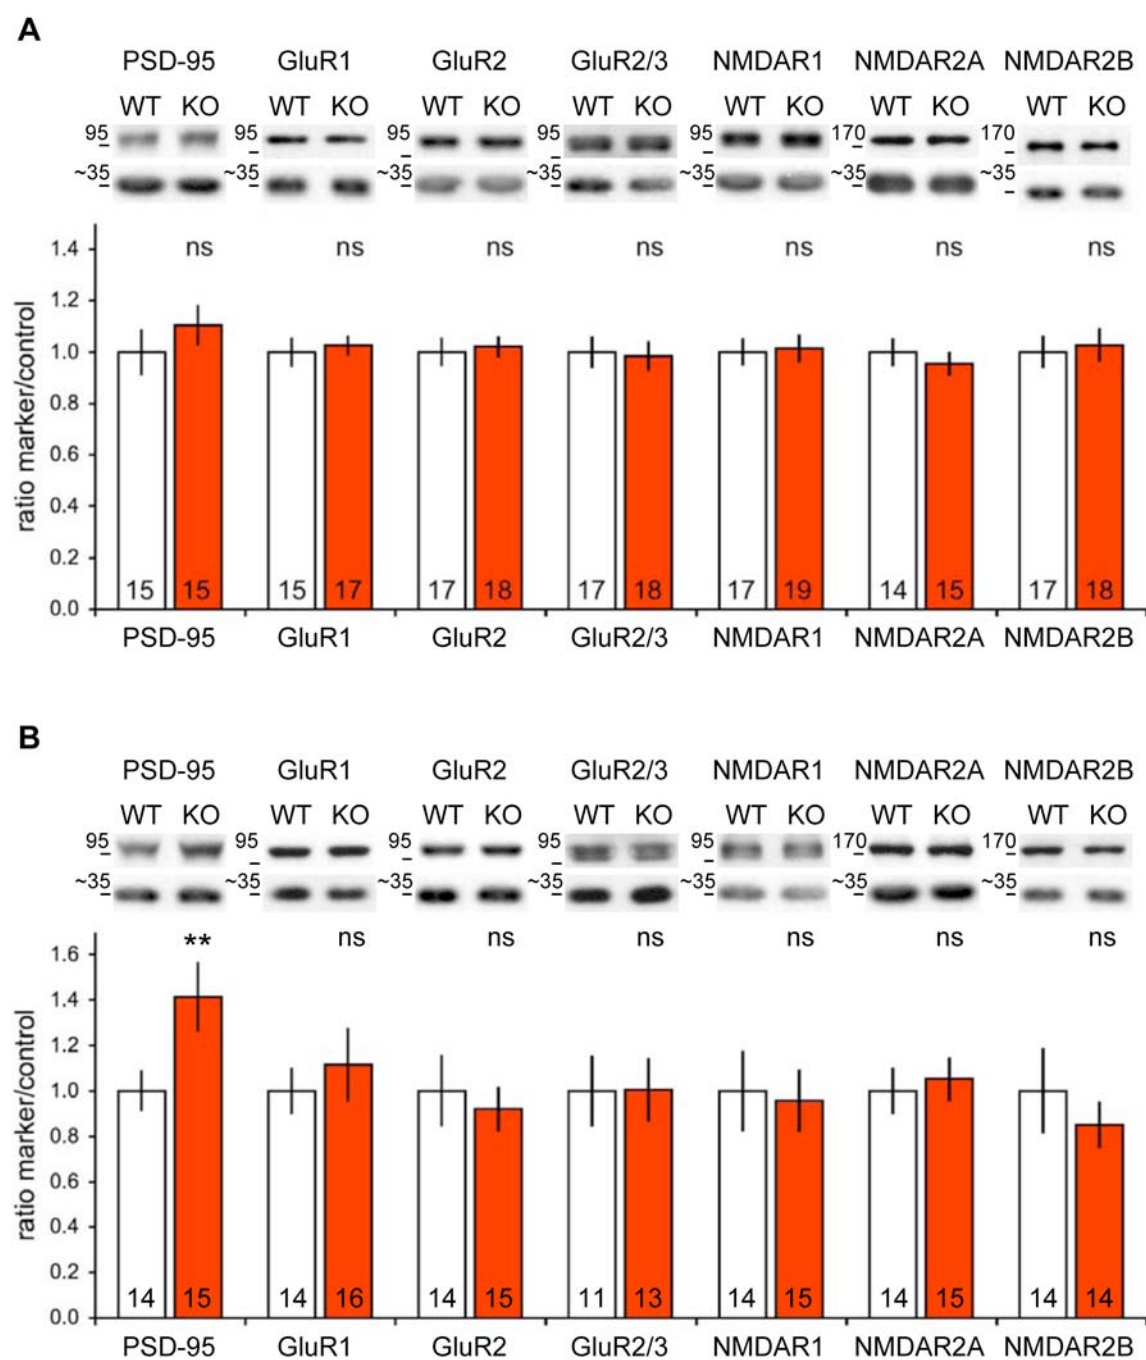 A
PSD-95 GluR1 GluR2 GluR2/3 NMDAR1 NMDAR2A NMDAR2B
WT KO WT KO WT KO WT KO WT KO WT KO WT KO
95 95 95 95 95 170 170
~35 ~35 ~35 ~35 ~35 ~35 ~35
ns ns ns ns ns ns ns
ratio marker/control
1.4
1.2
1.0
0.8
0.6
0.4
0.2
0.0
15 15 15 17 17 18 17 18 17 19 14 15 17 18
PSD-95 GluR1 GluR2 GluR2/3 NMDAR1 NMDAR2A NMDAR2B
B
PSD-95 GluR1 GluR2 GluR2/3 NMDAR1 NMDAR2A NMDAR2B
WT KO WT KO WT KO WT KO WT KO WT KO WT KO
95 95 95 95 95 170 170
~35 ~35 ~35 ~35 ~35 ~35 ~35
** ns ns ns ns ns ns
ratio marker/control
1.6
1.4
1.2
1.0
0.8
0.6
0.4
0.2
0.0
14 15 14 16 14 15 11 13 14 15 14 15 14 14
PSD-95 GluR1 GluR2 GluR2/3 NMDAR1 NMDAR2A NMDAR2B